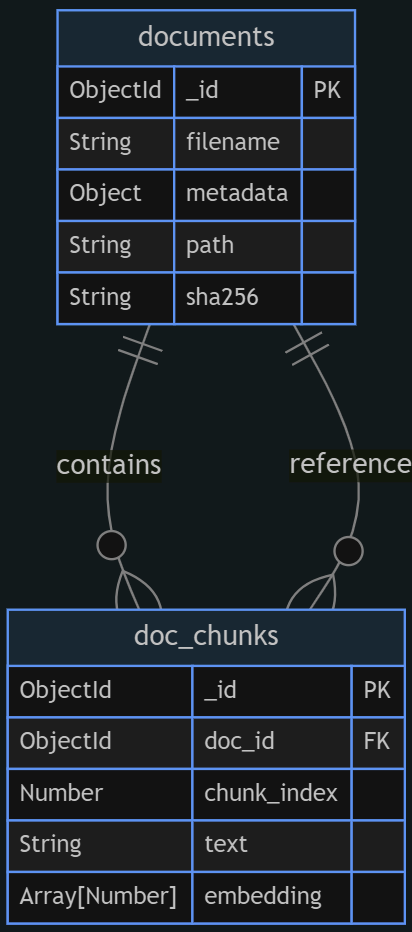 documents
ObjectId _id PK
String filename
Object metadata
String path
String sha256
contains
reference
doc_chunks
ObjectId _id PK
ObjectId doc_id FK
Number chunk_index
String text
Array[Number] embedding